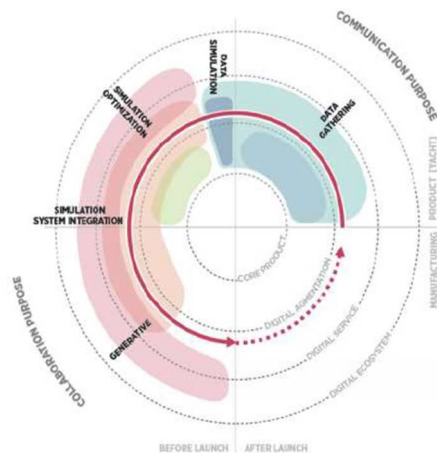 COMMUNICATION PURPOSE
DATA
SIMULATION
SIMULATION
OPTIMIZATION
DATA
GATHERING
PRODUCT (YACHT)
SIMULATION
SYSTEM INTEGRATION
MANUFACTURING
CORE PRODUCT
DIGITAL AGMENTATION
DIGITAL SERVICE
DIGITAL ECOSYSTEM
GENERATIVE
COLLABORATION PURPOSE
BEFORE LAUNCH
AFTER LAUNCH